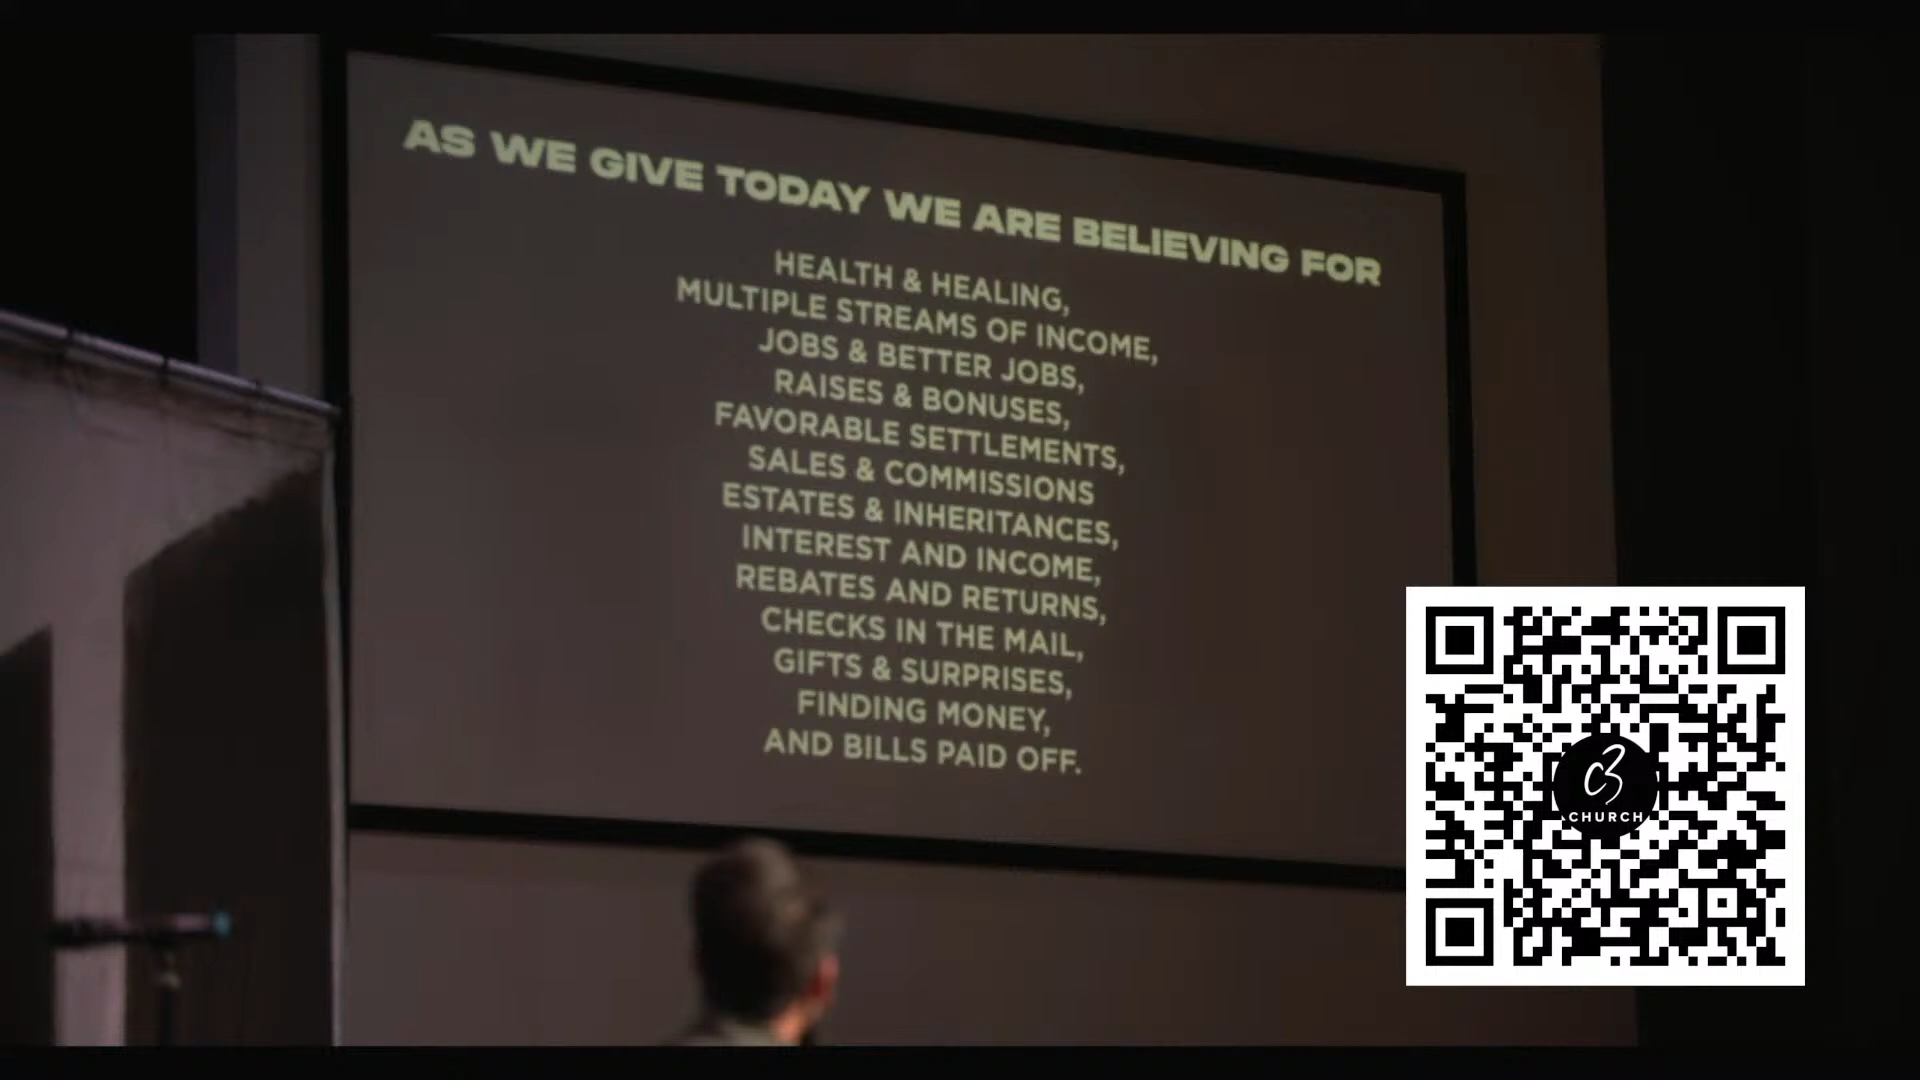 AS WE GIVE TODAY WE ARE BELIEVING FOR
HEALTH & HEALING,
MULTIPLE STREAMS OF INCOME,
JOBS & BETTER JOBS,
RAISES & BONUSES,
FAVORABLE SETTLEMENTS,
SALES & COMMISSIONS
ESTATES & INHERITANCES,
INTEREST AND INCOME,
REBATES AND RETURNS,
CHECKS IN THE MAIL,
GIFTS & SURPRISES,
FINDING MONEY,
AND BILLS PAID OFF.
C3
CHURCH